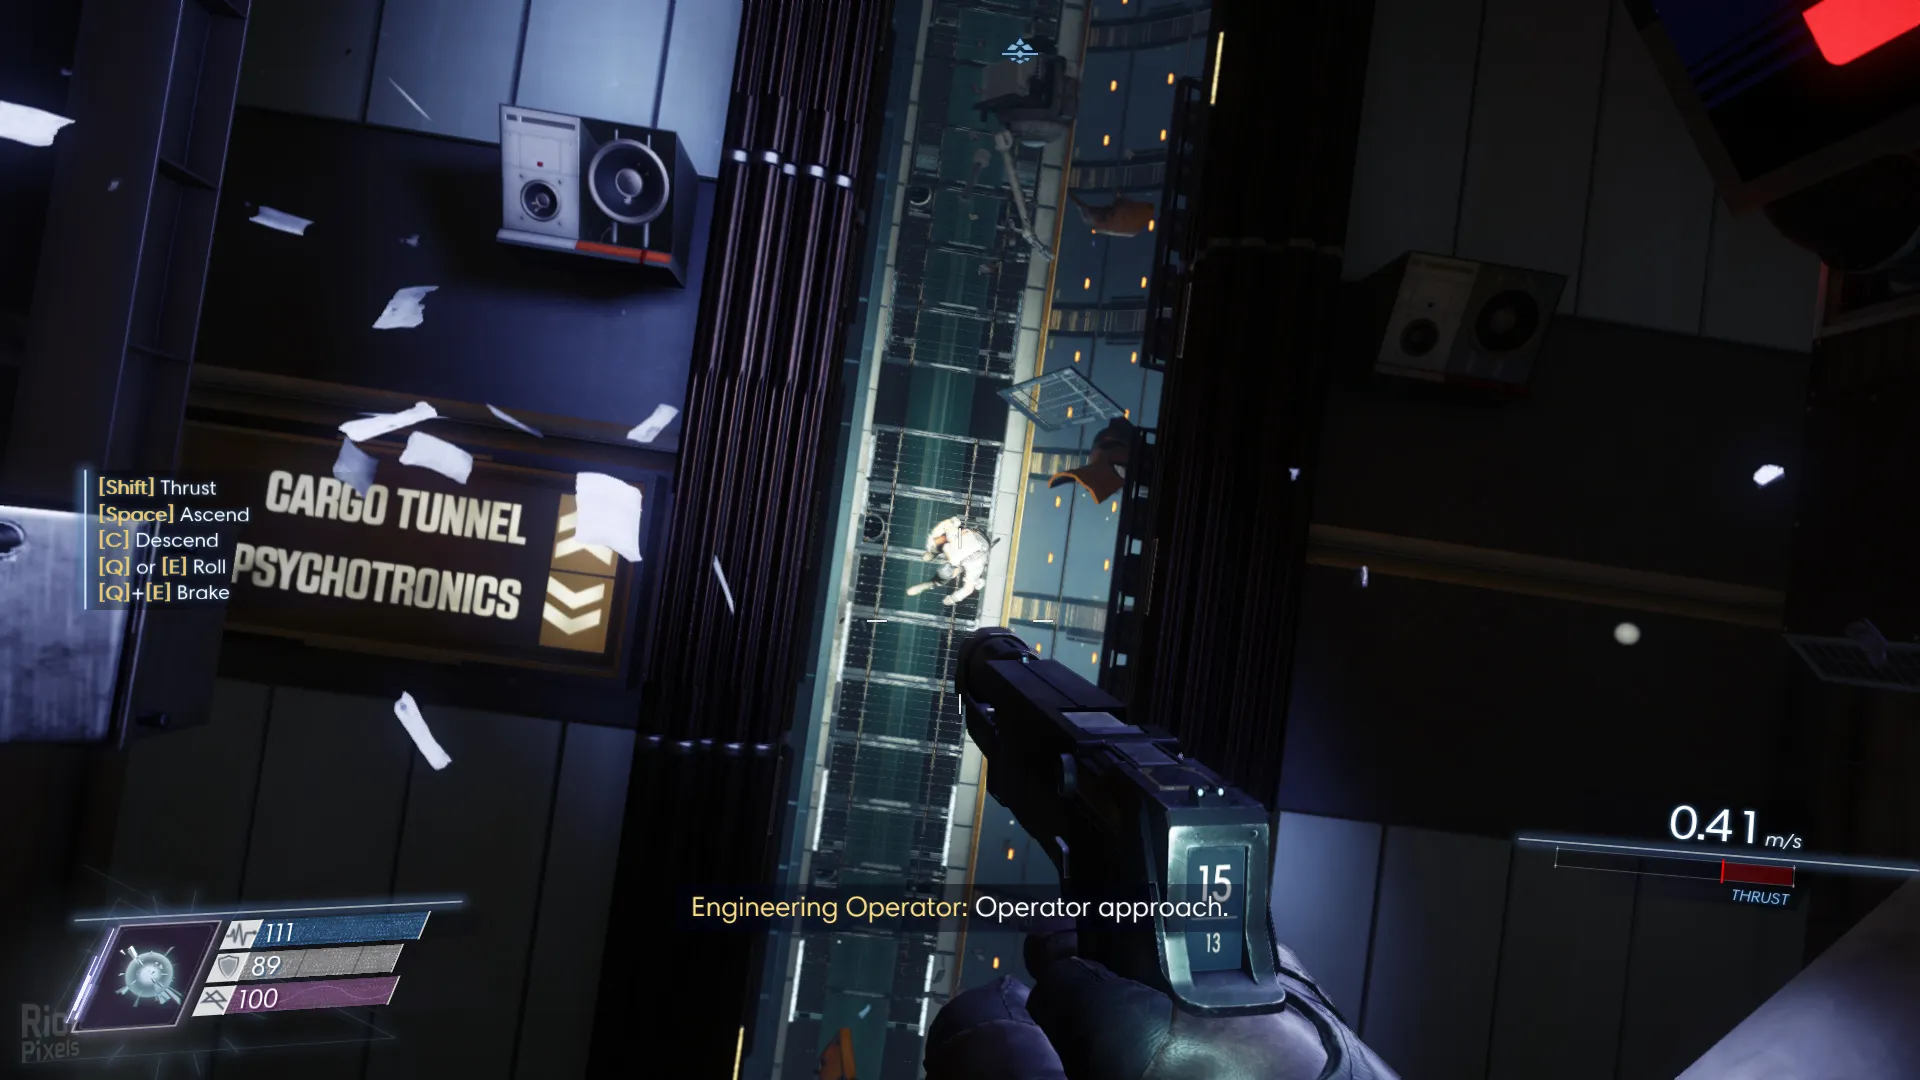 [Shift] Thrust
[Space] Ascend
[C] Descend
[Q] or [E] Roll
[Q]+[E] Brake
CARGO TUNNEL
PSYCHOTRONICS
0.41 m/s
THRUST
15
13
Engineering Operator: Operator approach.
111
89
100
Riot
Pixels